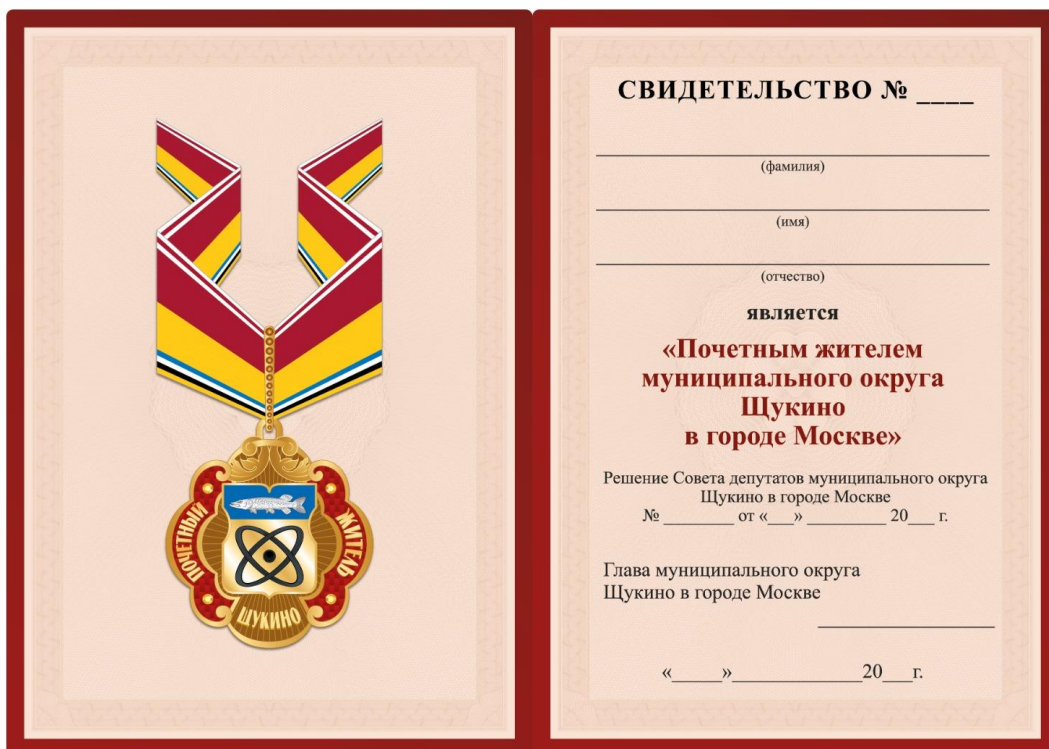 ПОЧЕТНЫЙ
ЖИТЕЛЬ
ЩУКИНО
СВИДЕТЕЛЬСТВО № ____
(фамилия)
(имя)
(отчество)
является
«Почетным жителем
муниципального округа
Щукино
в городе Москве»
Решение Совета депутатов муниципального округа
Щукино в городе Москве
№ ________ от «___» _________ 20___ г.
Глава муниципального округа
Щукино в городе Москве
«_____»_____________20___г.